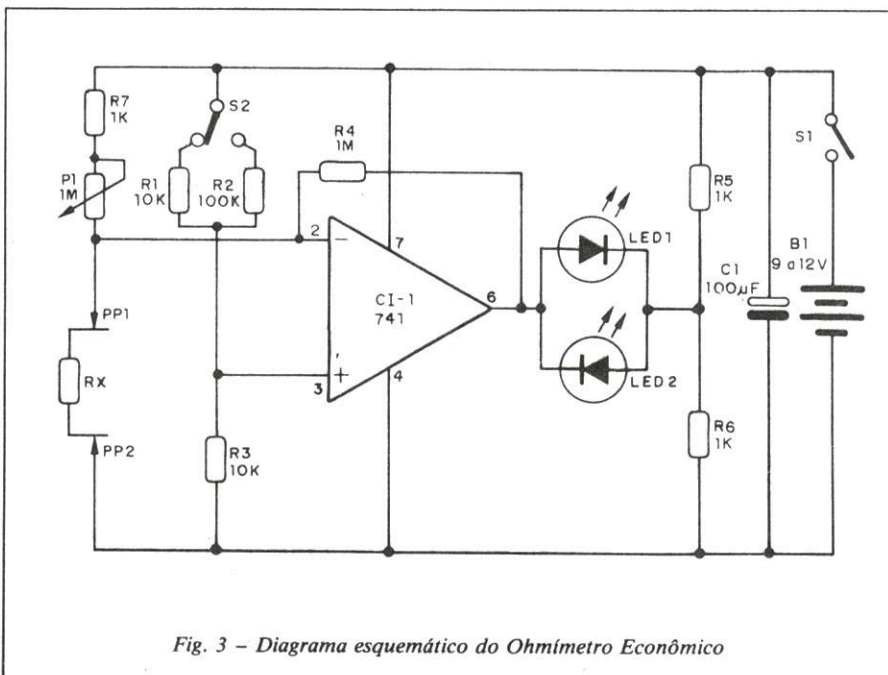 R7
1K
S2
R4
1M
S1
P1
1M
R1
10K
R2
100K
R5
1K
2
−
7
LED1
B1
9 a 12V
C1
100µF
CI-1
741
6
PP1
RX
+
3
4
LED2
PP2
R3
10K
R6
1K
Fig. 3 – Diagrama esquemático do Ohmímetro Econômico